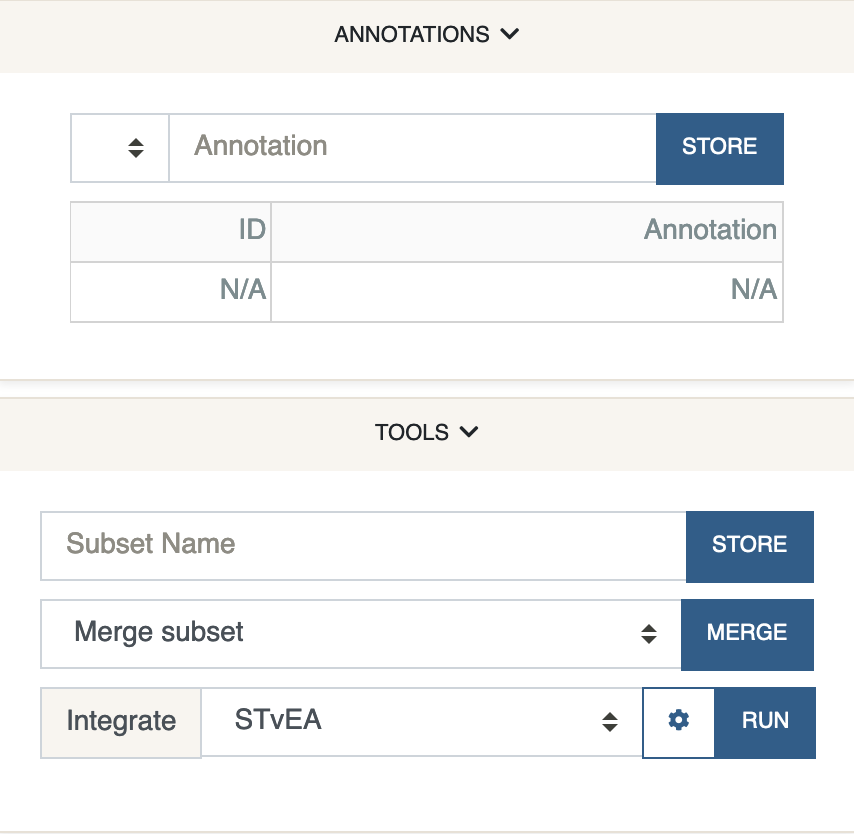 ANNOTATIONS
Annotation STORE
ID Annotation
N/A N/A
TOOLS
Subset Name STORE
Merge subset MERGE
Integrate STvEA RUN